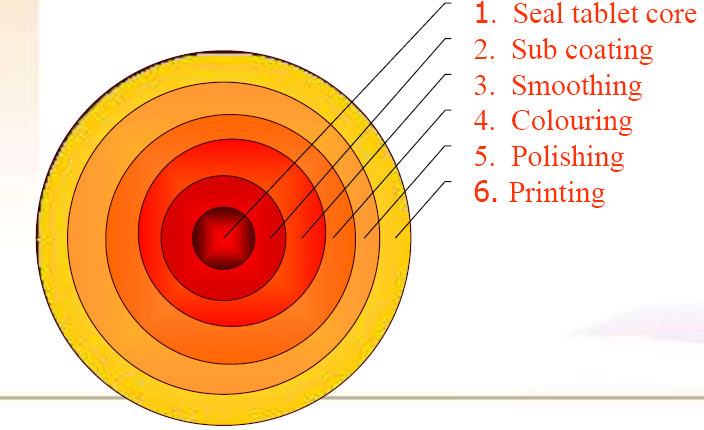 1. Seal tablet core
2. Sub coating
3. Smoothing
4. Colouring
5. Polishing
6. Printing